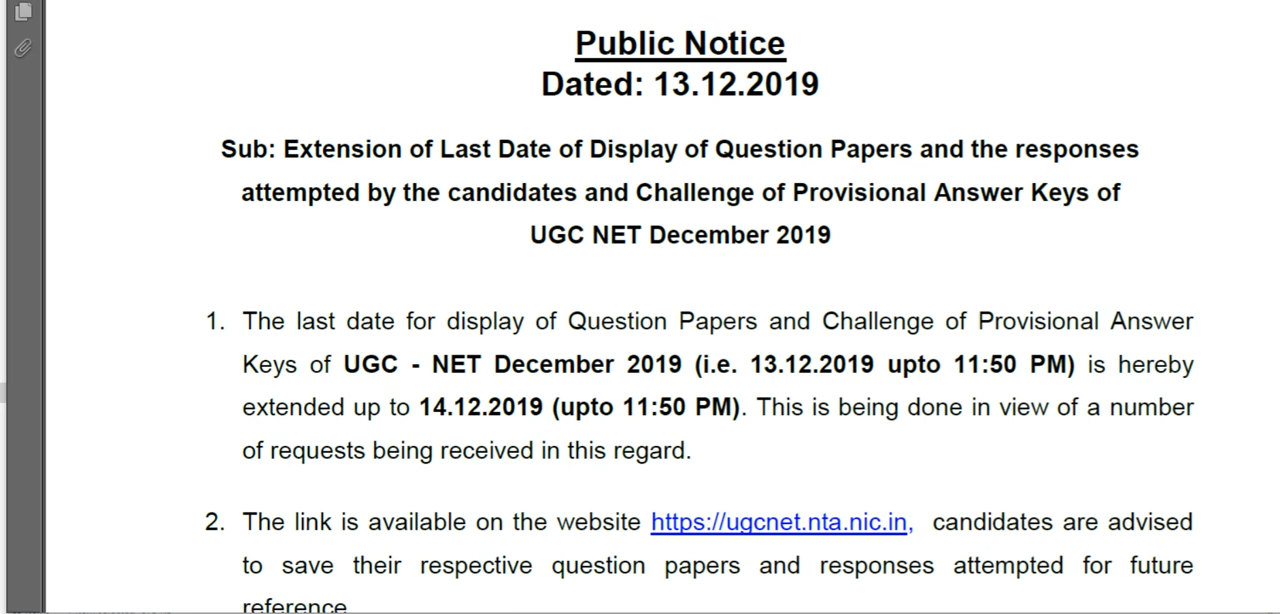 Public Notice
Dated: 13.12.2019
Sub: Extension of Last Date of Display of Question Papers and the responses
attempted by the candidates and Challenge of Provisional Answer Keys of
UGC NET December 2019
1. The last date for display of Question Papers and Challenge of Provisional Answer
Keys of UGC - NET December 2019 (i.e. 13.12.2019 upto 11:50 PM) is hereby
extended up to 14.12.2019 (upto 11:50 PM). This is being done in view of a number
of requests being received in this regard.
2. The link is available on the website https://ugcnet.nta.nic.in, candidates are advised
to save their respective question papers and responses attempted for future
reference